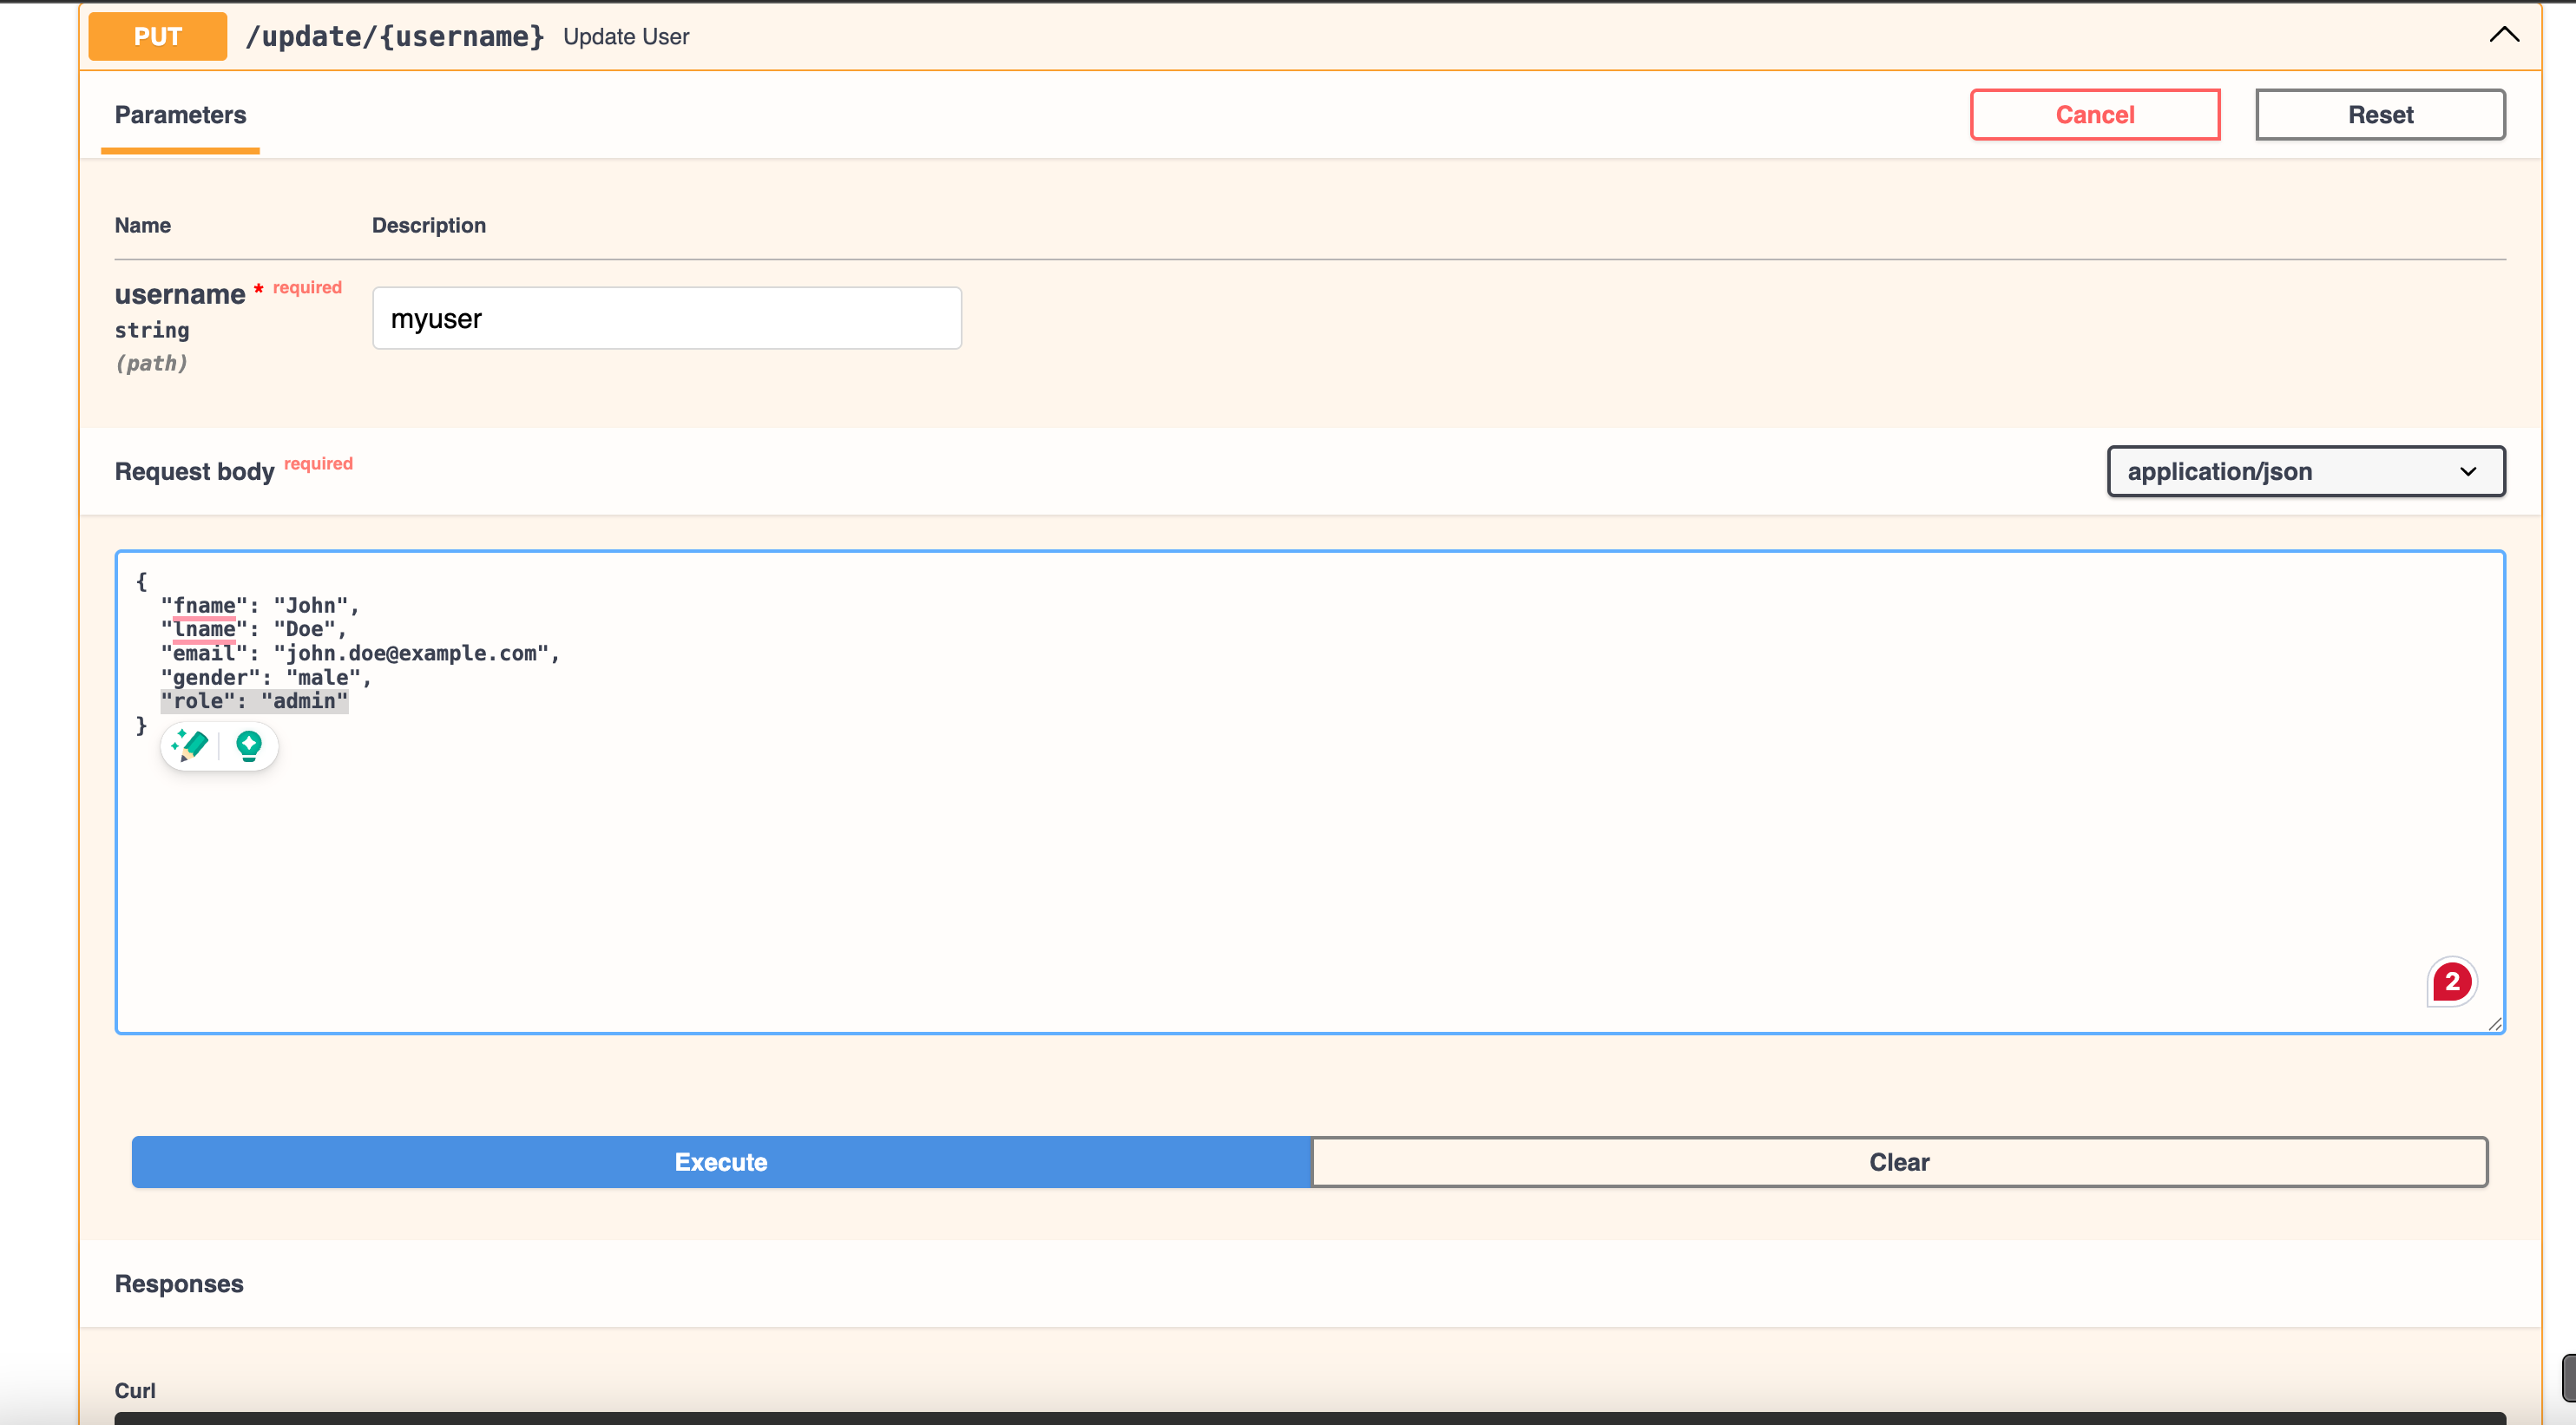 PUT /update/{username} Update User
Parameters
Cancel
Reset
Name Description
username * required
string
(path)
myuser
Request body required
application/json
{
"fname": "John",
"lname": "Doe",
"email": "john.doe@example.com",
"gender": "male",
"role": "admin"
}
2
Execute
Clear
Responses
Curl